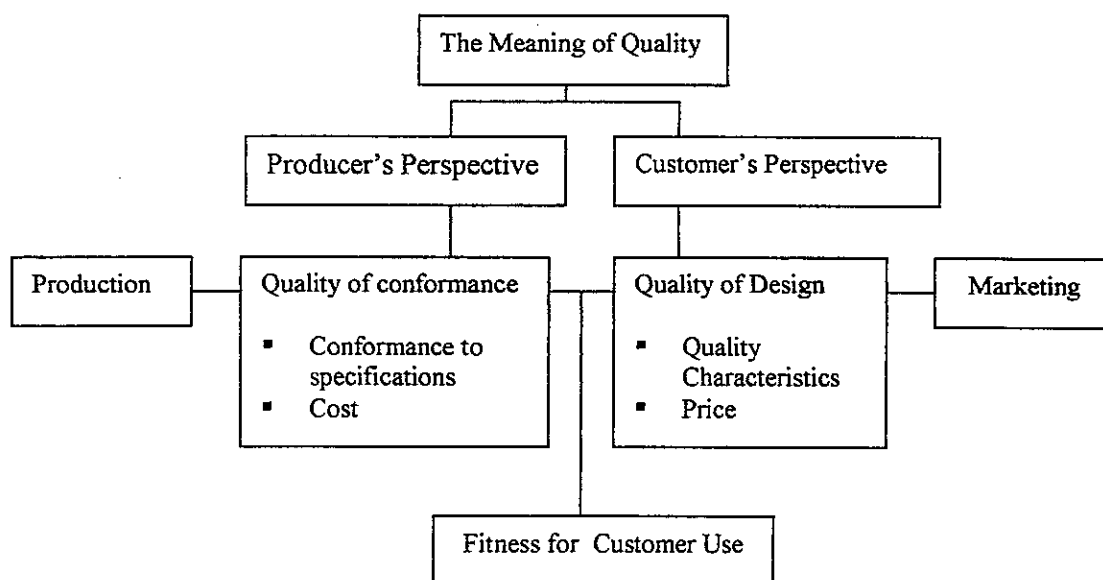 The Meaning of Quality
Producer's Perspective
Customer's Perspective
Production
Quality of conformance
▪ Conformance to
specifications
▪ Cost
Quality of Design
▪ Quality
Characteristics
▪ Price
Marketing
Fitness for Customer Use